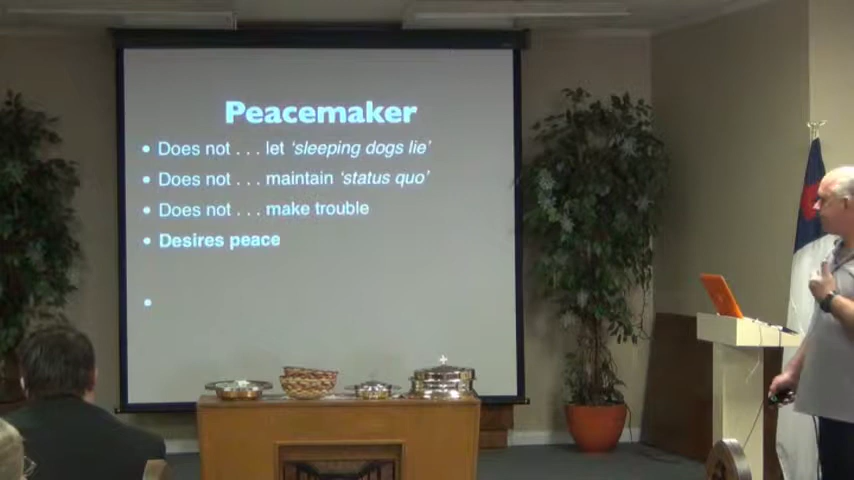 Peacemaker
• Does not . . . let ‘sleeping dogs lie’
• Does not . . . maintain ‘status quo’
• Does not . . . make trouble
• Desires peace
•